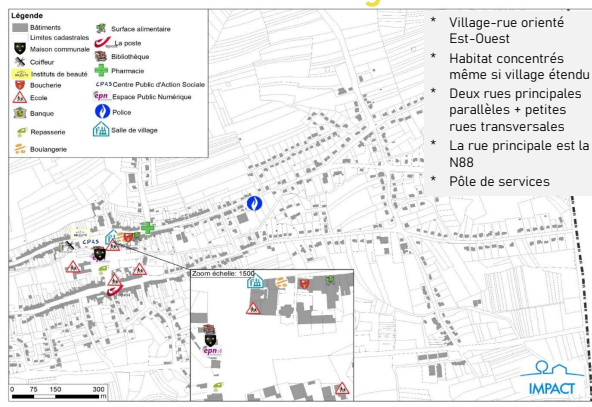 Légende
Bâtiments
Limites cadastrales
Maison communale
Coiffeur
Instituts de beauté
Boucherie
Ecole
Banque
Repasserie
Boulangerie
Surface alimentaire
La poste
Bibliothèque
Pharmacie
CPAS Centre Public d'Action Sociale
epn Espace Public Numérique
Police
Salle de village
* Village-rue orienté
Est-Ouest
* Habitat concentrés
même si village étendu
* Deux rues principales
parallèles + petites
rues transversales
* La rue principale est la
N88
* Pôle de services
CPAS
Zoom échelle: 1500
epn
0 75 150 300
m
IMPACT